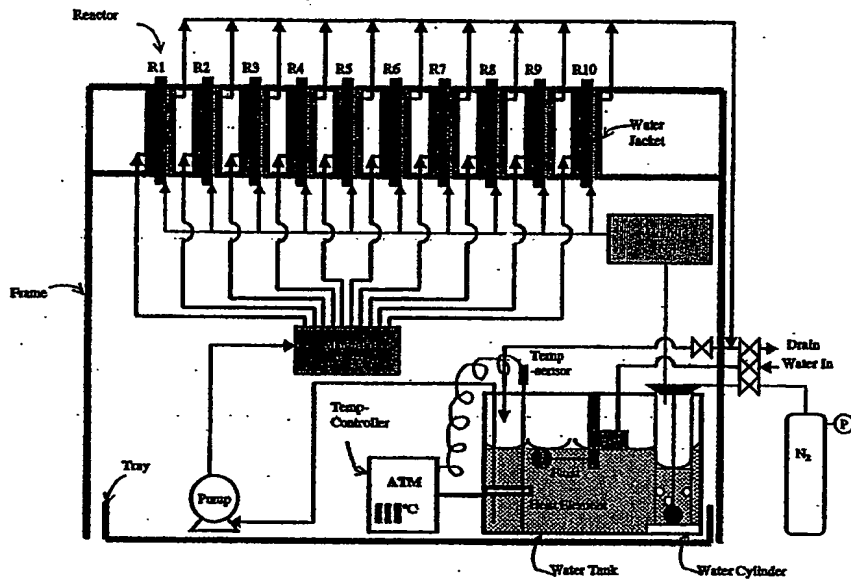 Reactor
R1 R2 R3 R4 R5 R6 R7 R8 R9 R10
Water
Jacket
Frame
Drain
Water In
Temp
-sensor
Temp-
Controller
P
N2
Tray
ATM
°C
Pump
Water Tank
Water Cylinder